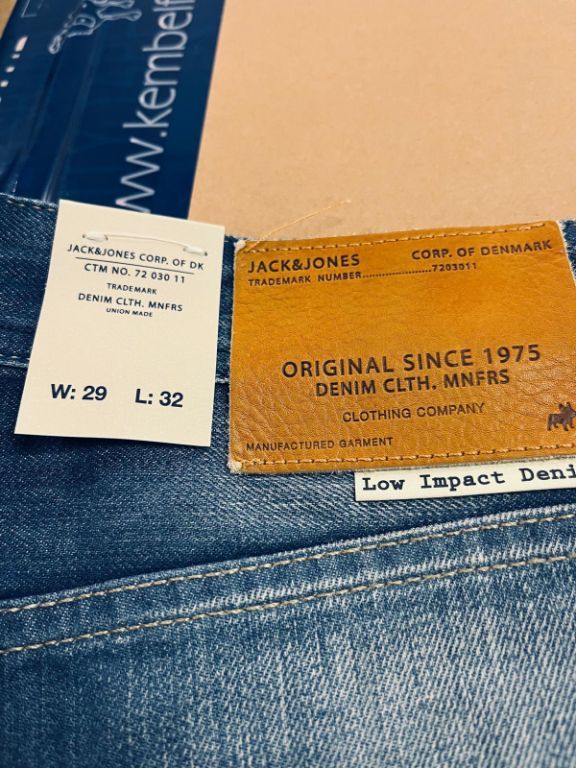 www.kembelf
JACK&JONES CORP. OF DK
CTM NO. 72 030 11
TRADEMARK
DENIM CLTH. MNFRS
UNION MADE
W: 29 L: 32
JACK&JONES CORP. OF DENMARK
TRADEMARK NUMBER......................7203011
ORIGINAL SINCE 1975
DENIM CLTH. MNFRS
CLOTHING COMPANY
MANUFACTURED GARMENT
Low Impact Deni